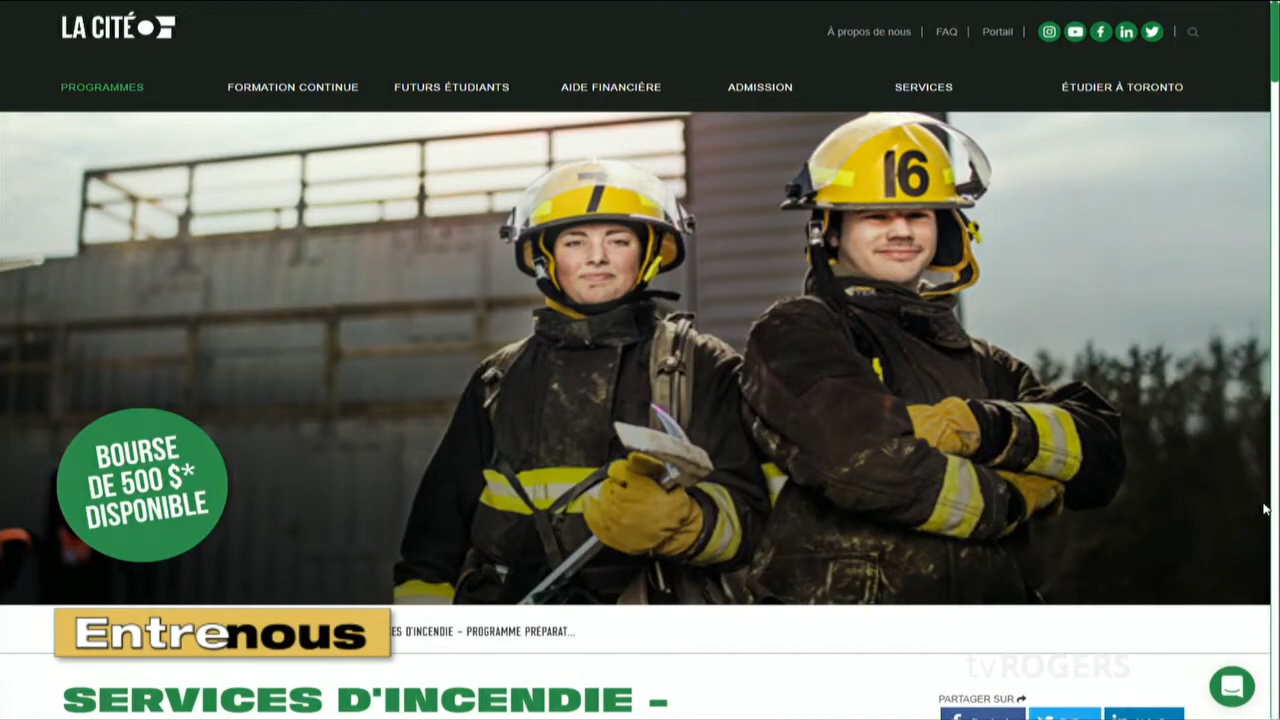 LA CITÉ
À propos de nous | FAQ | Portail |
PROGRAMMES FORMATION CONTINUE FUTURS ÉTUDIANTS AIDE FINANCIÈRE ADMISSION SERVICES ÉTUDIER À TORONTO
16
BOURSE
DE 500 $*
DISPONIBLE
Entrenous
D'INCENDIE – PROGRAMME PRÉPARAT...
tvROGERS
SERVICES D'INCENDIE –
PARTAGER SUR